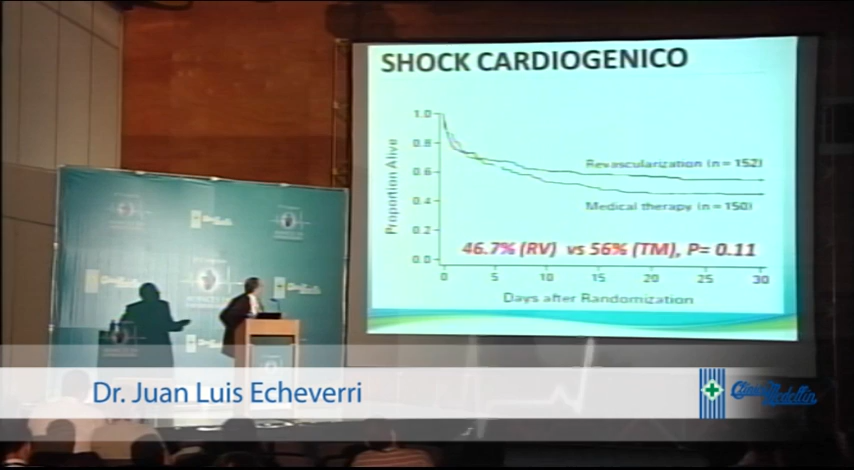 SHOCK CARDIOGENICO
Proportion Alive
1.0
0.8
0.6
0.4
0.2
0.0
Revascularization (n = 152)
Medical therapy (n = 150)
46.7% (RV) vs 56% (TM), P= 0.11
0 5 10 15 20 25 30
Days after Randomization
Dr. Juan Luis Echeverri
Clínica Medellín